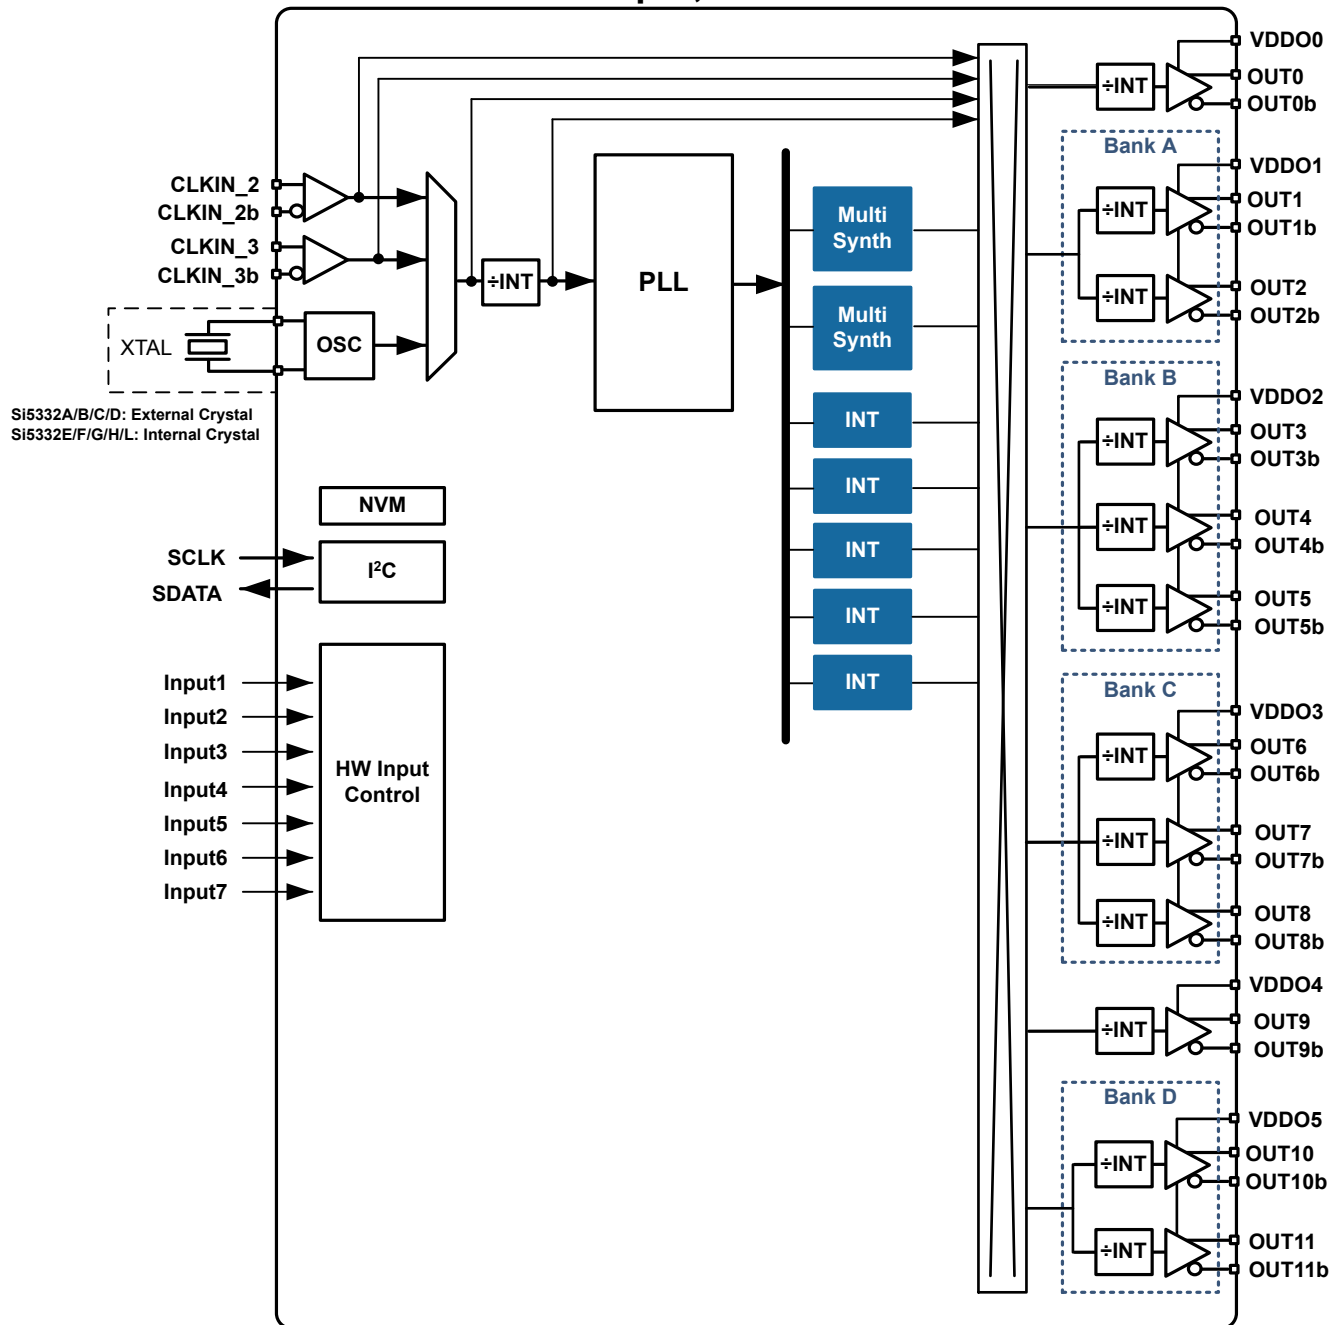 VDDO0
OUT0
OUT0b
÷INT
Bank A
VDDO1
OUT1
OUT1b
÷INT
OUT2
OUT2b
÷INT
CLKIN_2
CLKIN_2b
CLKIN_3
CLKIN_3b
÷INT
PLL
Multi
Synth
Multi
Synth
XTAL
OSC
Si5332A/B/C/D: External Crystal
Si5332E/F/G/H/L: Internal Crystal
INT
INT
INT
INT
INT
Bank B
VDDO2
OUT3
OUT3b
÷INT
OUT4
OUT4b
÷INT
OUT5
OUT5b
÷INT
NVM
SCLK
SDATA
I²C
Input1
Input2
Input3
Input4
Input5
Input6
Input7
HW Input
Control
Bank C
VDDO3
OUT6
OUT6b
÷INT
OUT7
OUT7b
÷INT
OUT8
OUT8b
÷INT
VDDO4
OUT9
OUT9b
÷INT
Bank D
VDDO5
OUT10
OUT10b
÷INT
OUT11
OUT11b
÷INT